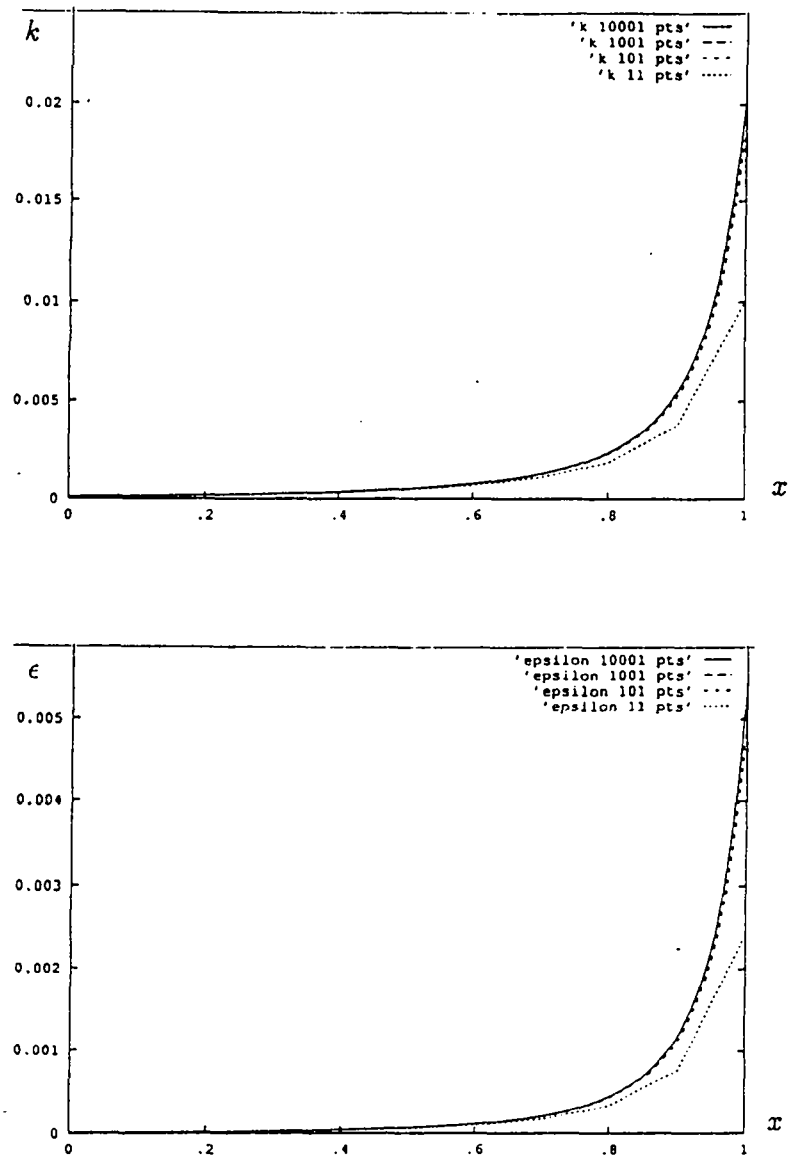 k
'k 10001 pts'
'k 1001 pts'
'k 101 pts'
'k 11 pts'
0.02
0.015
0.01
0.005
0
0 .2 .4 .6 .8 1
x
ϵ
'epsilon 10001 pts'
'epsilon 1001 pts'
'epsilon 101 pts'
'epsilon 11 pts'
0.005
0.004
0.003
0.002
0.001
0
0 .2 .4 .6 .8 1
x